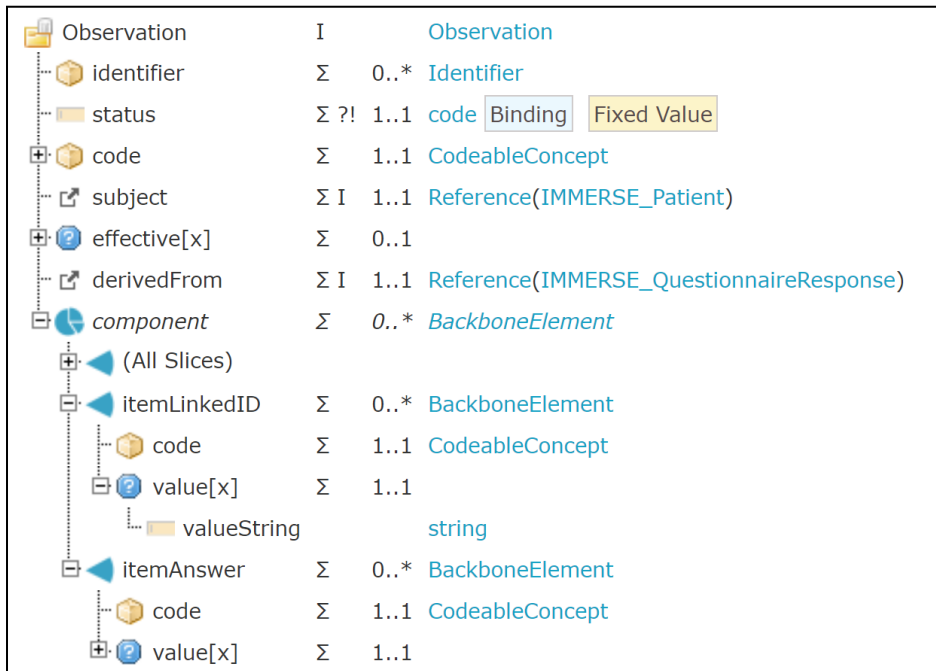 Observation I Observation
identifier Σ 0..* Identifier
status Σ ?! 1..1 code Binding Fixed Value
code Σ 1..1 CodeableConcept
subject Σ I 1..1 Reference(IMMERSE_Patient)
effective[x] Σ 0..1
derivedFrom Σ I 1..1 Reference(IMMERSE_QuestionnaireResponse)
component Σ 0..* BackboneElement
(All Slices)
itemLinkedID Σ 0..* BackboneElement
code Σ 1..1 CodeableConcept
value[x] Σ 1..1
valueString string
itemAnswer Σ 0..* BackboneElement
code Σ 1..1 CodeableConcept
value[x] Σ 1..1